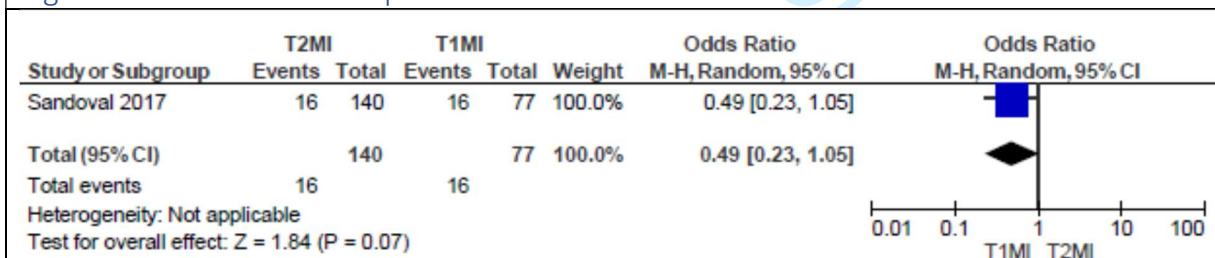 T2MI T1MI Odds Ratio Odds Ratio
Study or Subgroup Events Total Events Total Weight M-H, Random, 95% CI M-H, Random, 95% CI
Sandoval 2017 16 140 16 77 100.0% 0.49 [0.23, 1.05]
Total (95% CI) 140 77 100.0% 0.49 [0.23, 1.05]
Total events 16 16
Heterogeneity: Not applicable
Test for overall effect: Z = 1.84 (P = 0.07)
0.01 0.1 1 10 100
T1MI T2MI